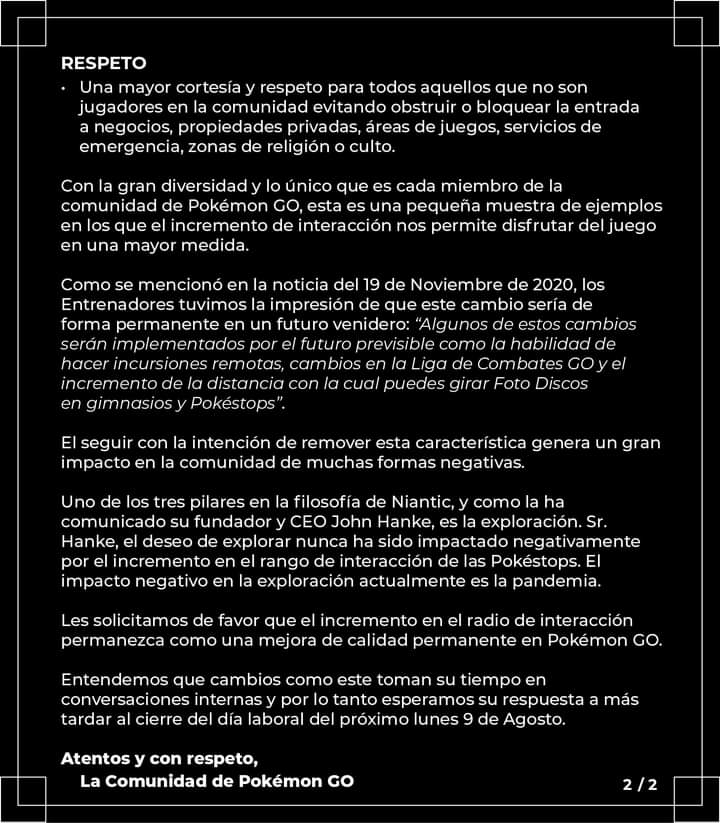 RESPETO
• Una mayor cortesía y respeto para todos aquellos que no son
jugadores en la comunidad evitando obstruir o bloquear la entrada
a negocios, propiedades privadas, áreas de juegos, servicios de
emergencia, zonas de religión o culto.
Con la gran diversidad y lo único que es cada miembro de la
comunidad de Pokémon GO, esta es una pequeña muestra de ejemplos
en los que el incremento de interacción nos permite disfrutar del juego
en una mayor medida.
Como se mencionó en la noticia del 19 de Noviembre de 2020, los
Entrenadores tuvimos la impresión de que este cambio sería de
forma permanente en un futuro venidero: “Algunos de estos cambios
serán implementados por el futuro previsible como la habilidad de
hacer incursiones remotas, cambios en la Liga de Combates GO y el
incremento de la distancia con la cual puedes girar Foto Discos
en gimnasios y Pokéstops”.
El seguir con la intención de remover esta característica genera un gran
impacto en la comunidad de muchas formas negativas.
Uno de los tres pilares en la filosofía de Niantic, y como la ha
comunicado su fundador y CEO John Hanke, es la exploración. Sr.
Hanke, el deseo de explorar nunca ha sido impactado negativamente
por el incremento en el rango de interacción de las Pokéstops. El
impacto negativo en la exploración actualmente es la pandemia.
Les solicitamos de favor que el incremento en el radio de interacción
permanezca como una mejora de calidad permanente en Pokémon GO.
Entendemos que cambios como este toman su tiempo en
conversaciones internas y por lo tanto esperamos su respuesta a más
tardar al cierre del día laboral del próximo lunes 9 de Agosto.
Atentos y con respeto,
La Comunidad de Pokémon GO
2 / 2